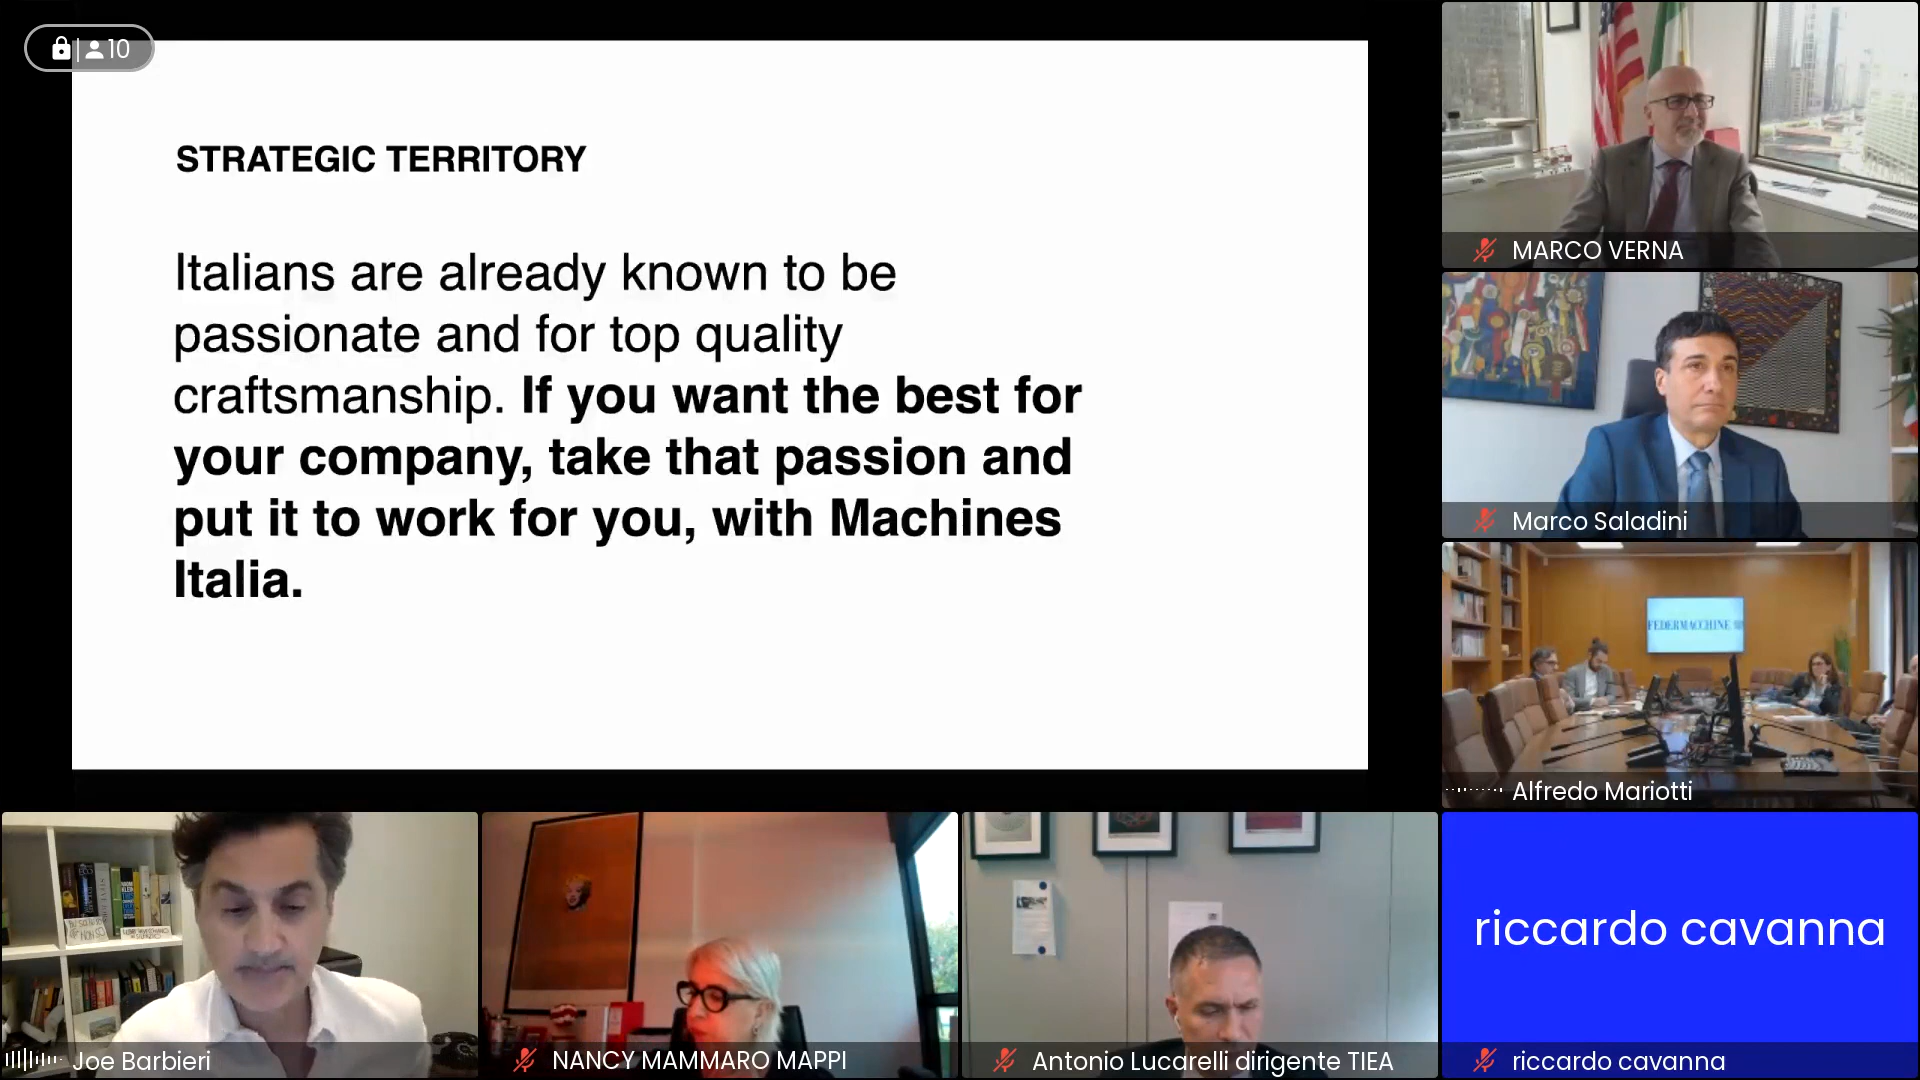 10
STRATEGIC TERRITORY
Italians are already known to be
passionate and for top quality
craftsmanship. If you want the best for
your company, take that passion and
put it to work for you, with Machines
Italia.
MARCO VERNA
Marco Saladini
FEDERMACCHINE
Alfredo Mariotti
Joe Barbieri
NANCY MAMMARO MAPPI
Antonio Lucarelli dirigente TIEA
riccardo cavanna
riccardo cavanna